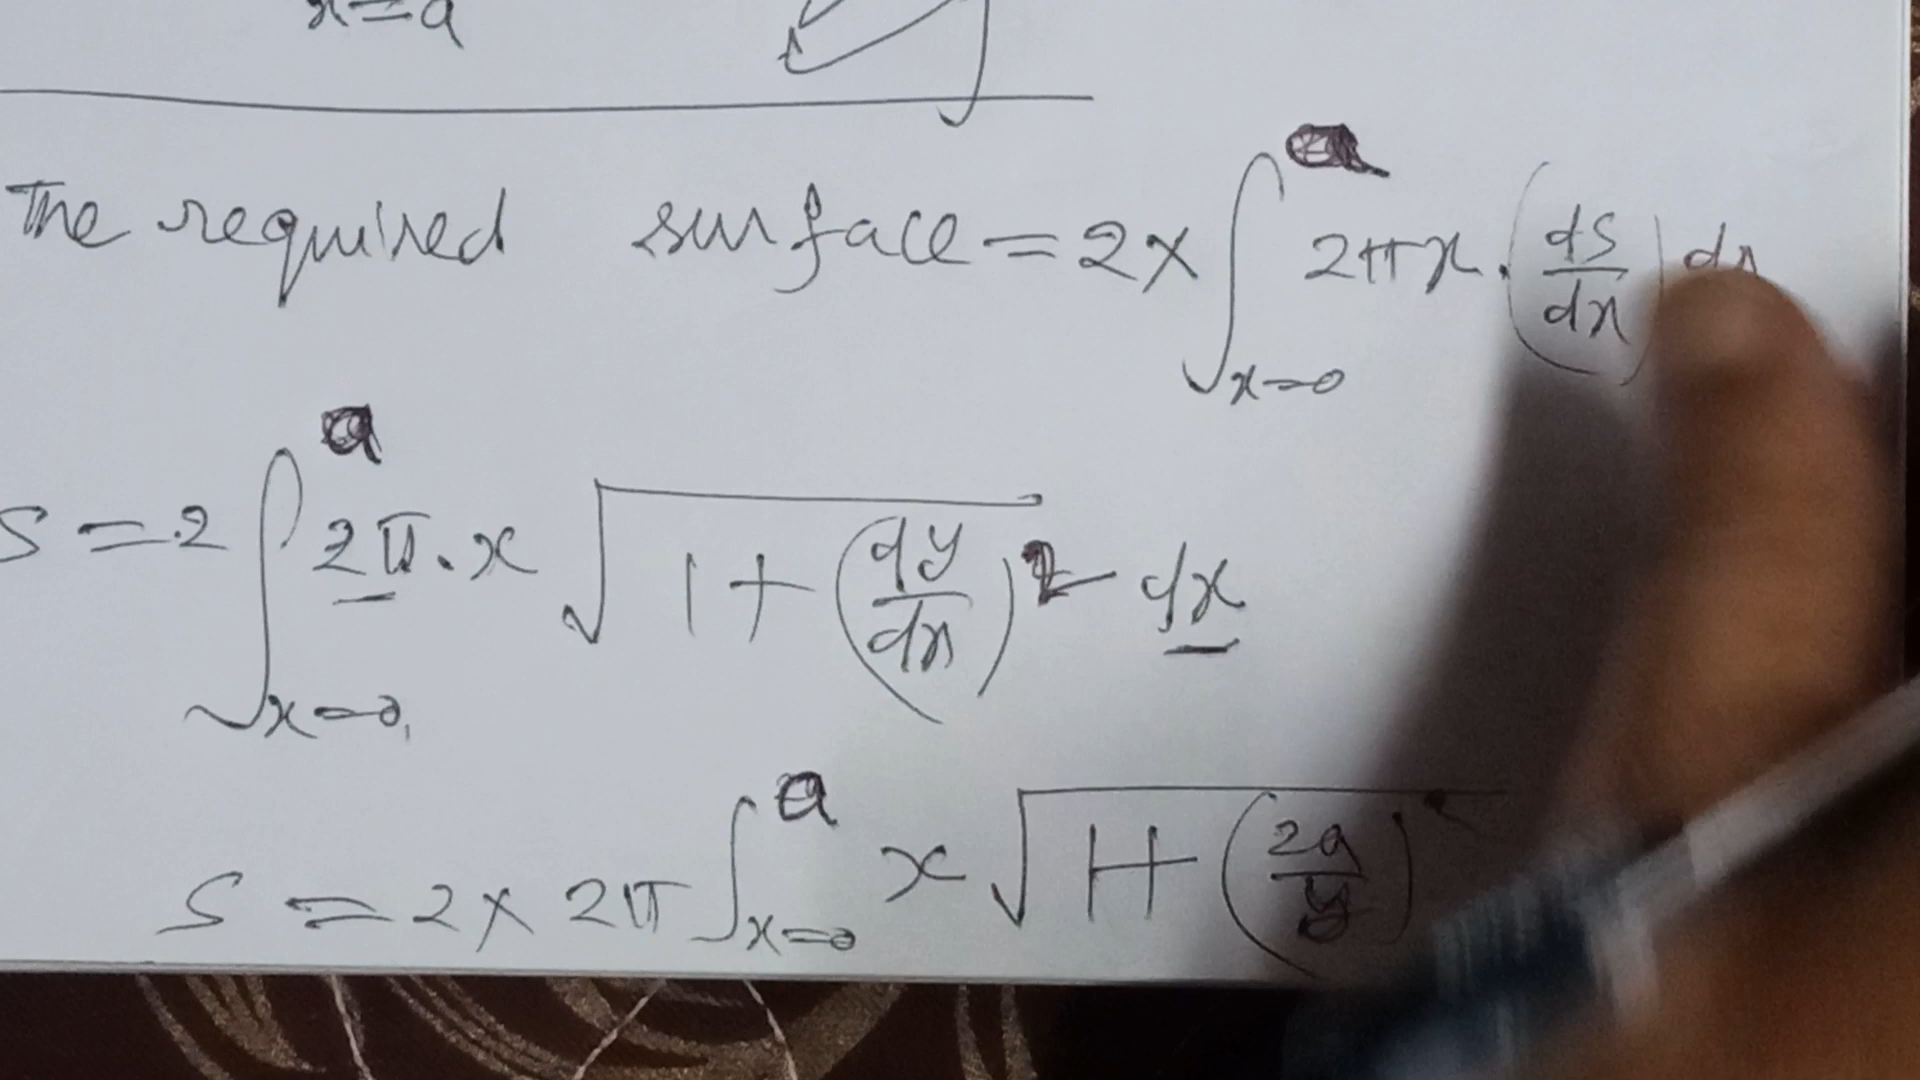 x=a
The required surface = 2 × ∫_{x=0}^{a} 2πx. (ds/dx) dx
S = 2 ∫_{x=0}^{a} 2π.x √(1+(dy/dx)²) dx
S = 2 × 2π ∫_{x=0}^{a} x √(1+(2a/y)²)